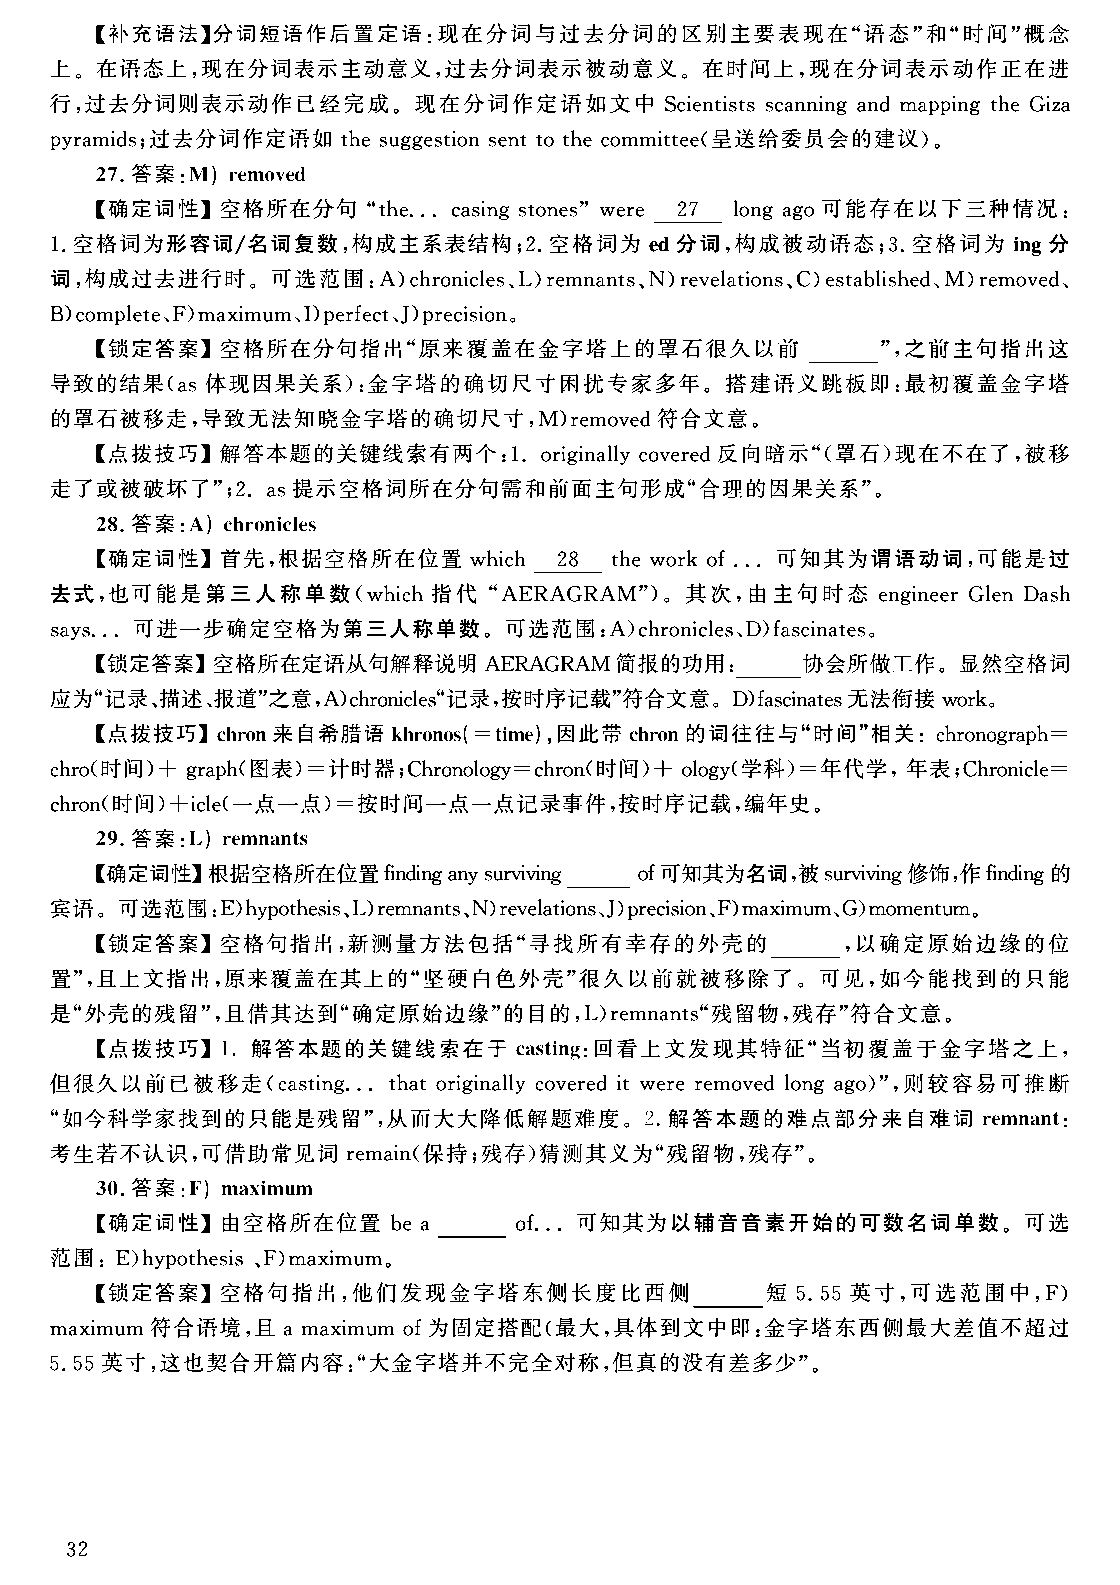 【补充语法】分词短语作后置定语:现在分词与过去分词的区别主要表现在“语态”和“时间”概念
上。在语态上,现在分词表示主动意义,过去分词表示被动意义。在时间上,现在分词表示动作正在进
行,过去分词则表示动作已经完成。现在分词作定语如文中 Scientists scanning and mapping the Giza
pyramids;过去分词作定语如 the suggestion sent to the committee(呈送给委员会的建议)。
27. 答案:M) removed
【确定词性】空格所在分句 “the... casing stones” were 27 long ago 可能存在以下三种情况:
1. 空格词为形容词/名词复数,构成主系表结构;2. 空格词为 ed 分词,构成被动语态;3. 空格词为 ing 分
词,构成过去进行时。可选范围:A)chronicles、L)remnants、N)revelations、C)established、M)removed、
B)complete、F)maximum、I)perfect、J)precision。
【锁定答案】空格所在分句指出“原来覆盖在金字塔上的罩石很久以前 ______”,之前主句指出这
导致的结果(as 体现因果关系):金字塔的确切尺寸困扰专家多年。搭建语义跳板即:最初覆盖金字塔
的罩石被移走,导致无法知晓金字塔的确切尺寸,M)removed 符合文意。
【点拨技巧】解答本题的关键线索有两个:1. originally covered 反向暗示“(罩石)现在不在了,被移
走了或被破坏了”;2. as 提示空格词所在分句需和前面主句形成“合理的因果关系”。
28. 答案:A) chronicles
【确定词性】首先,根据空格所在位置 which 28 the work of ... 可知其为谓语动词,可能是过
去式,也可能是第三人称单数(which 指代 “AERAGRAM”)。其次,由主句时态 engineer Glen Dash
says... 可进一步确定空格为第三人称单数。可选范围:A)chronicles、D)fascinates。
【锁定答案】空格所在定语从句解释说明 AERAGRAM 简报的功用:______协会所做工作。显然空格词
应为“记录、描述、报道”之意,A)chronicles“记录,按时序记载”符合文意。D)fascinates 无法衔接 work。
【点拨技巧】chron 来自希腊语 khronos(=time),因此带 chron 的词往往与“时间”相关: chronograph=
chro(时间)+ graph(图表)=计时器;Chronology=chron(时间)+ ology(学科)=年代学, 年表;Chronicle=
chron(时间)+icle(一点一点)=按时间一点一点记录事件,按时序记载,编年史。
29. 答案:L) remnants
【确定词性】根据空格所在位置 finding any surviving ______ of 可知其为名词,被 surviving 修饰,作 finding 的
宾语。可选范围:E)hypothesis、L)remnants、N)revelations、J)precision、F)maximum、G)momentum。
【锁定答案】空格句指出,新测量方法包括“寻找所有幸存的外壳的 ______,以确定原始边缘的位
置”,且上文指出,原来覆盖在其上的“坚硬白色外壳”很久以前就被移除了。可见,如今能找到的只能
是“外壳的残留”,且借其达到“确定原始边缘”的目的,L)remnants“残留物,残存”符合文意。
【点拨技巧】1. 解答本题的关键线索在于 casting:回看上文发现其特征“当初覆盖于金字塔之上,
但很久以前已被移走(casting... that originally covered it were removed long ago)”,则较容易可推断
“如今科学家找到的只能是残留”,从而大大降低解题难度。2. 解答本题的难点部分来自难词 remnant:
考生若不认识,可借助常见词 remain(保持;残存)猜测其义为“残留物,残存”。
30. 答案:F) maximum
【确定词性】由空格所在位置 be a ______ of... 可知其为以辅音音素开始的可数名词单数。可选
范围: E)hypothesis 、F)maximum。
【锁定答案】空格句指出,他们发现金字塔东侧长度比西侧______短 5.55 英寸,可选范围中,F)
maximum 符合语境,且 a maximum of 为固定搭配(最大,具体到文中即:金字塔东西侧最大差值不超过
5.55 英寸,这也契合开篇内容:“大金字塔并不完全对称,但真的没有差多少”。
32